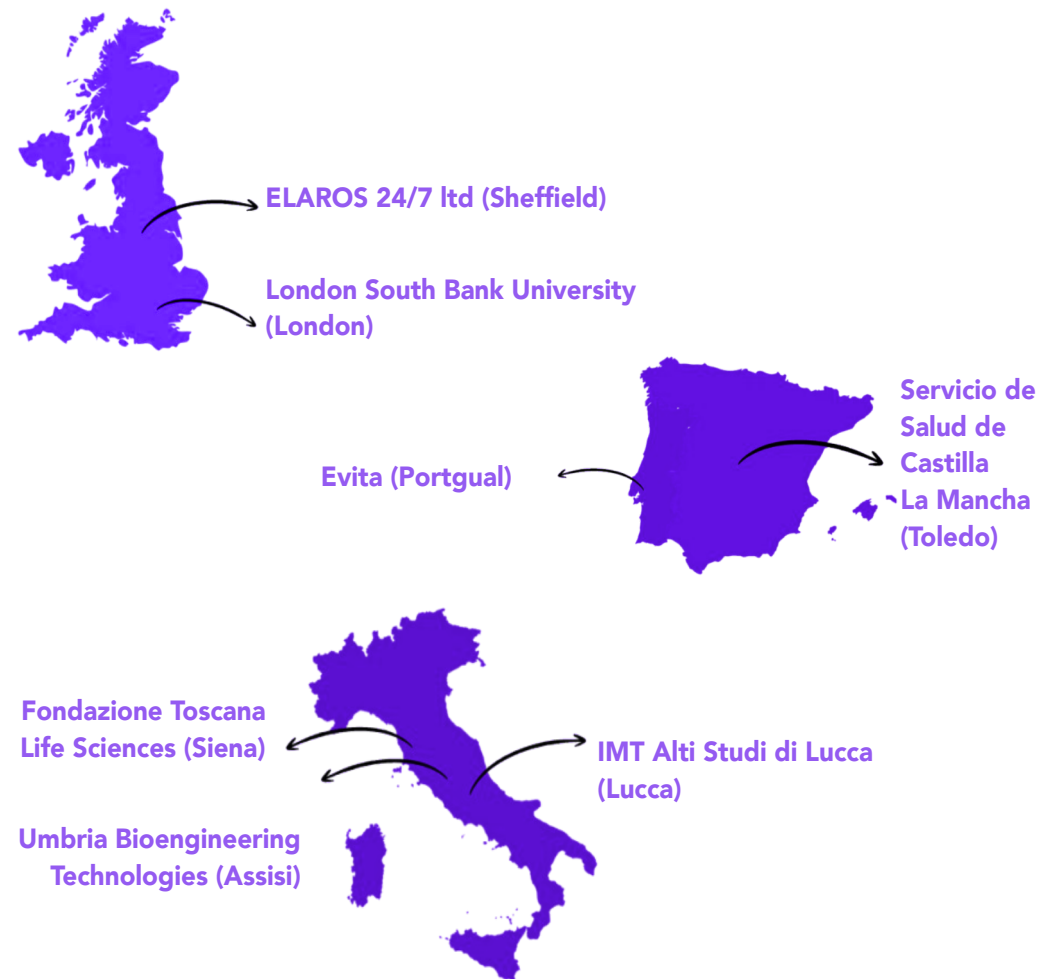 ELAROS 24/7 ltd (Sheffield)
London South Bank University
(London)
Servicio de
Salud de
Castilla
La Mancha
(Toledo)
Evita (Portgual)
Fondazione Toscana
Life Sciences (Siena)
IMT Alti Studi di Lucca
(Lucca)
Umbria Bioengineering
Technologies (Assisi)